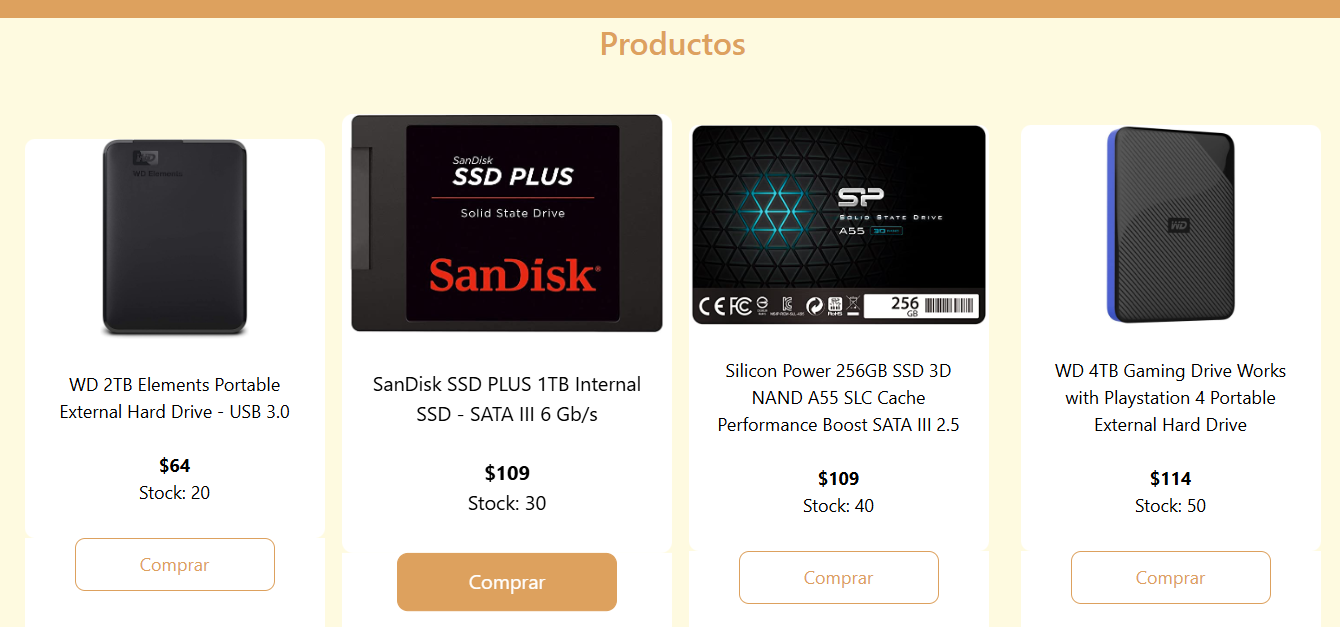 Productos
WD
WD Elements
WD 2TB Elements Portable
External Hard Drive - USB 3.0
$64
Stock: 20
Comprar
SanDisk
SSD PLUS
Solid State Drive
SanDisk
SanDisk SSD PLUS 1TB Internal
SSD - SATA III 6 Gb/s
$109
Stock: 30
Comprar
SP
SOLID STATE DRIVE
A55
CE FC
RoHS
256
GB
Silicon Power 256GB SSD 3D
NAND A55 SLC Cache
Performance Boost SATA III 2.5
$109
Stock: 40
Comprar
WD
WD 4TB Gaming Drive Works
with Playstation 4 Portable
External Hard Drive
$114
Stock: 50
Comprar